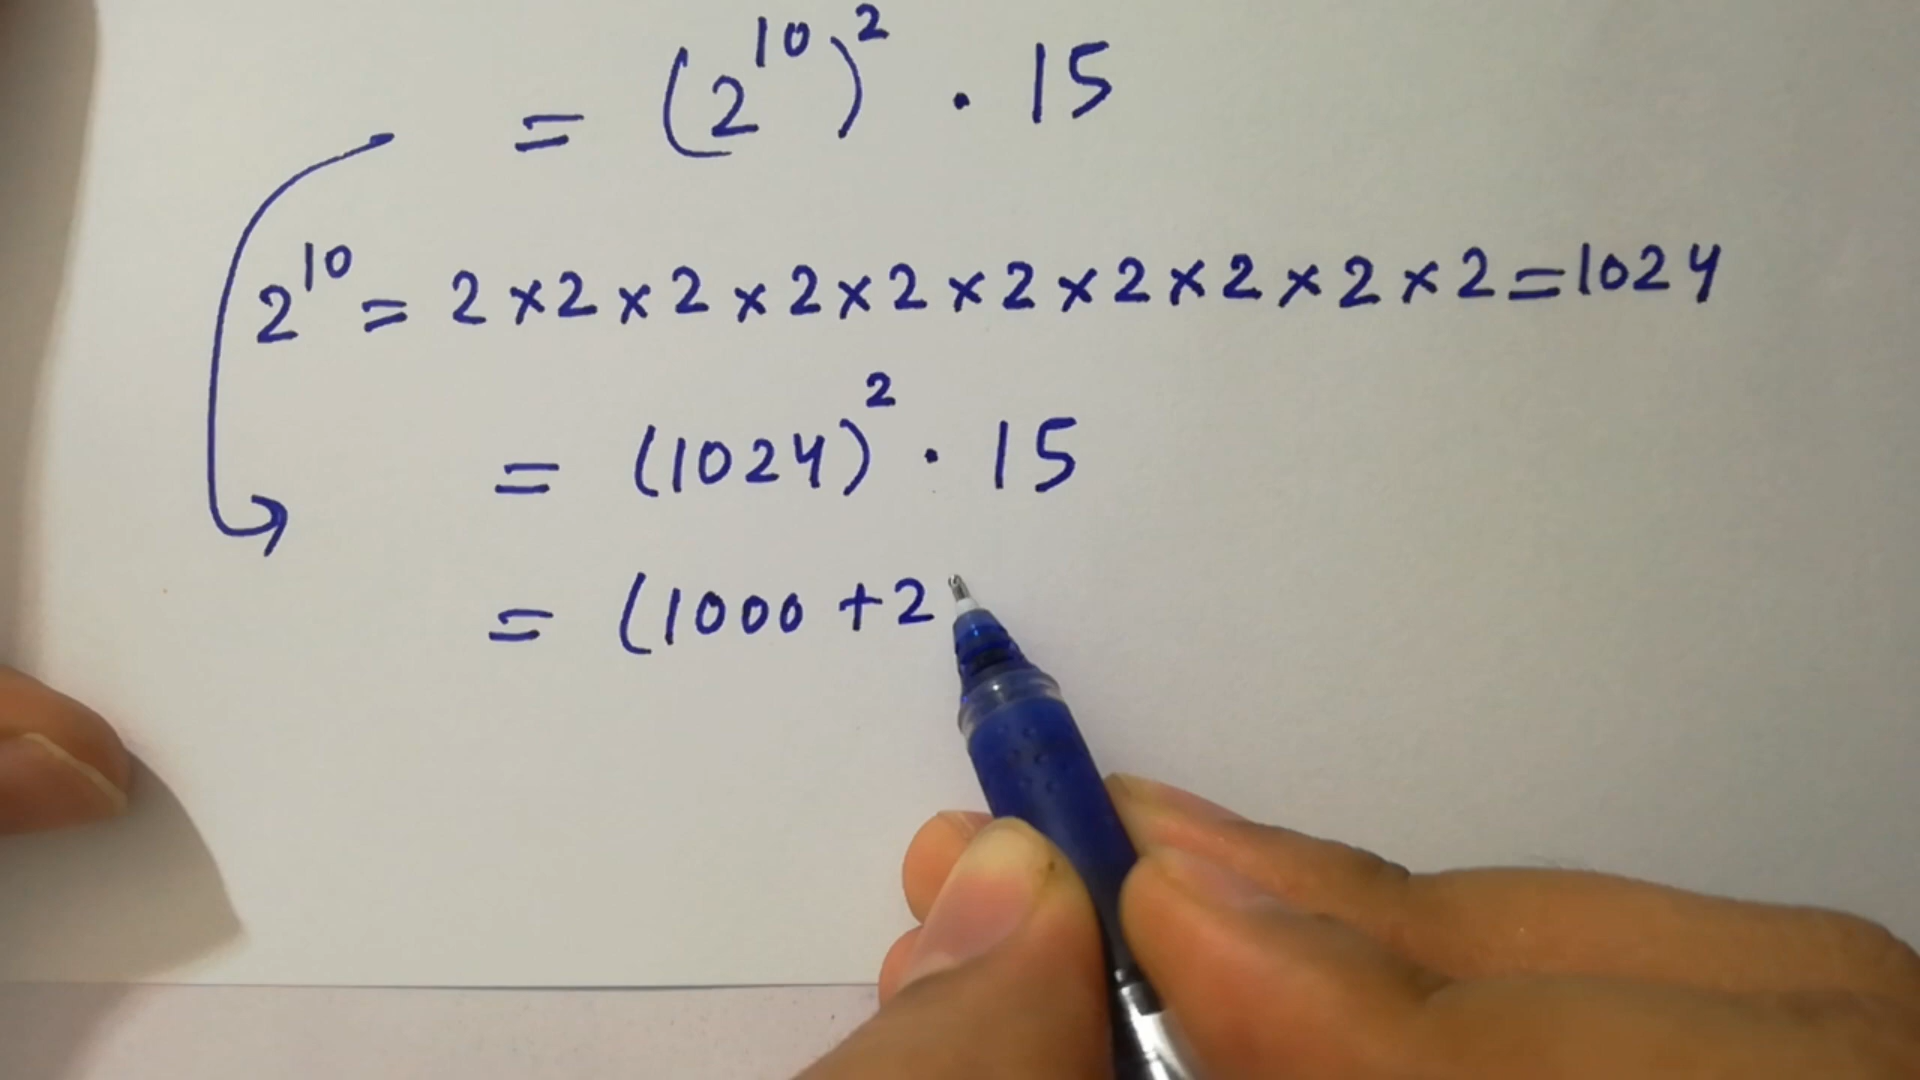 = (2^10)^2 · 15
2^10 = 2 × 2 × 2 × 2 × 2 × 2 × 2 × 2 × 2 × 2 = 1024
= (1024)^2 · 15
= (1000 + 2